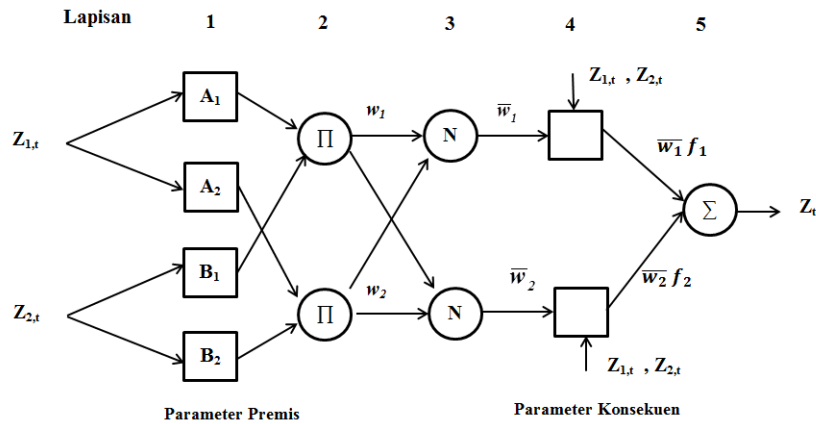 Lapisan 1 2 3 4 5
Z₁,ₜ , Z₂,ₜ
A₁
w₁
w̅₁
∏
N
w̅₁ f₁
Z₁,ₜ
A₂
∑
Zₜ
B₁
w₂
w̅₂
w̅₂ f₂
Z₂,ₜ
∏
N
B₂
Z₁,ₜ , Z₂,ₜ
Parameter Premis
Parameter Konsekuen